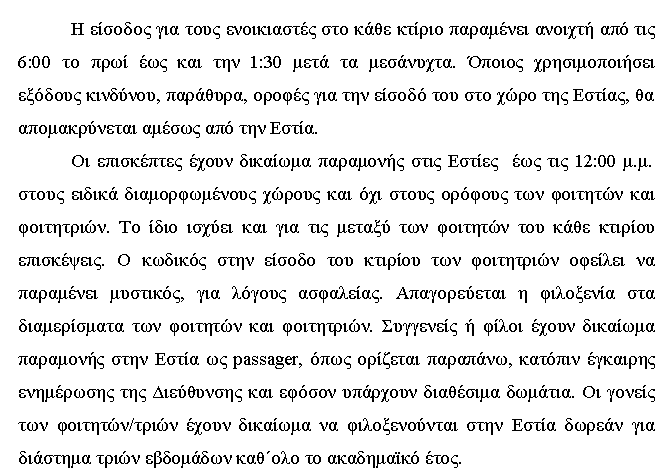 Η είσοδος για τους ενοικιαστές στο κάθε κτίριο παραμένει ανοιχτή από τις
6:00 το πρωί έως και την 1:30 μετά τα μεσάνυχτα. Όποιος χρησιμοποιήσει
εξόδους κινδύνου, παράθυρα, οροφές για την είσοδό του στο χώρο της Εστίας, θα
απομακρύνεται αμέσως από την Εστία.
Οι επισκέπτες έχουν δικαίωμα παραμονής στις Εστίες έως τις 12:00 μ.μ.
στους ειδικά διαμορφωμένους χώρους και όχι στους ορόφους των φοιτητών και
φοιτητριών. Το ίδιο ισχύει και για τις μεταξύ των φοιτητών του κάθε κτιρίου
επισκέψεις. Ο κωδικός στην είσοδο του κτιρίου των φοιτητριών οφείλει να
παραμένει μυστικός, για λόγους ασφαλείας. Απαγορεύεται η φιλοξενία στα
διαμερίσματα των φοιτητών και φοιτητριών. Συγγενείς ή φίλοι έχουν δικαίωμα
παραμονής στην Εστία ως passager, όπως ορίζεται παραπάνω, κατόπιν έγκαιρης
ενημέρωσης της Διεύθυνσης και εφόσον υπάρχουν διαθέσιμα δωμάτια. Οι γονείς
των φοιτητών/τριών έχουν δικαίωμα να φιλοξενούνται στην Εστία δωρεάν για
διάστημα τριών εβδομάδων καθ΄ολο το ακαδημαϊκό έτος.